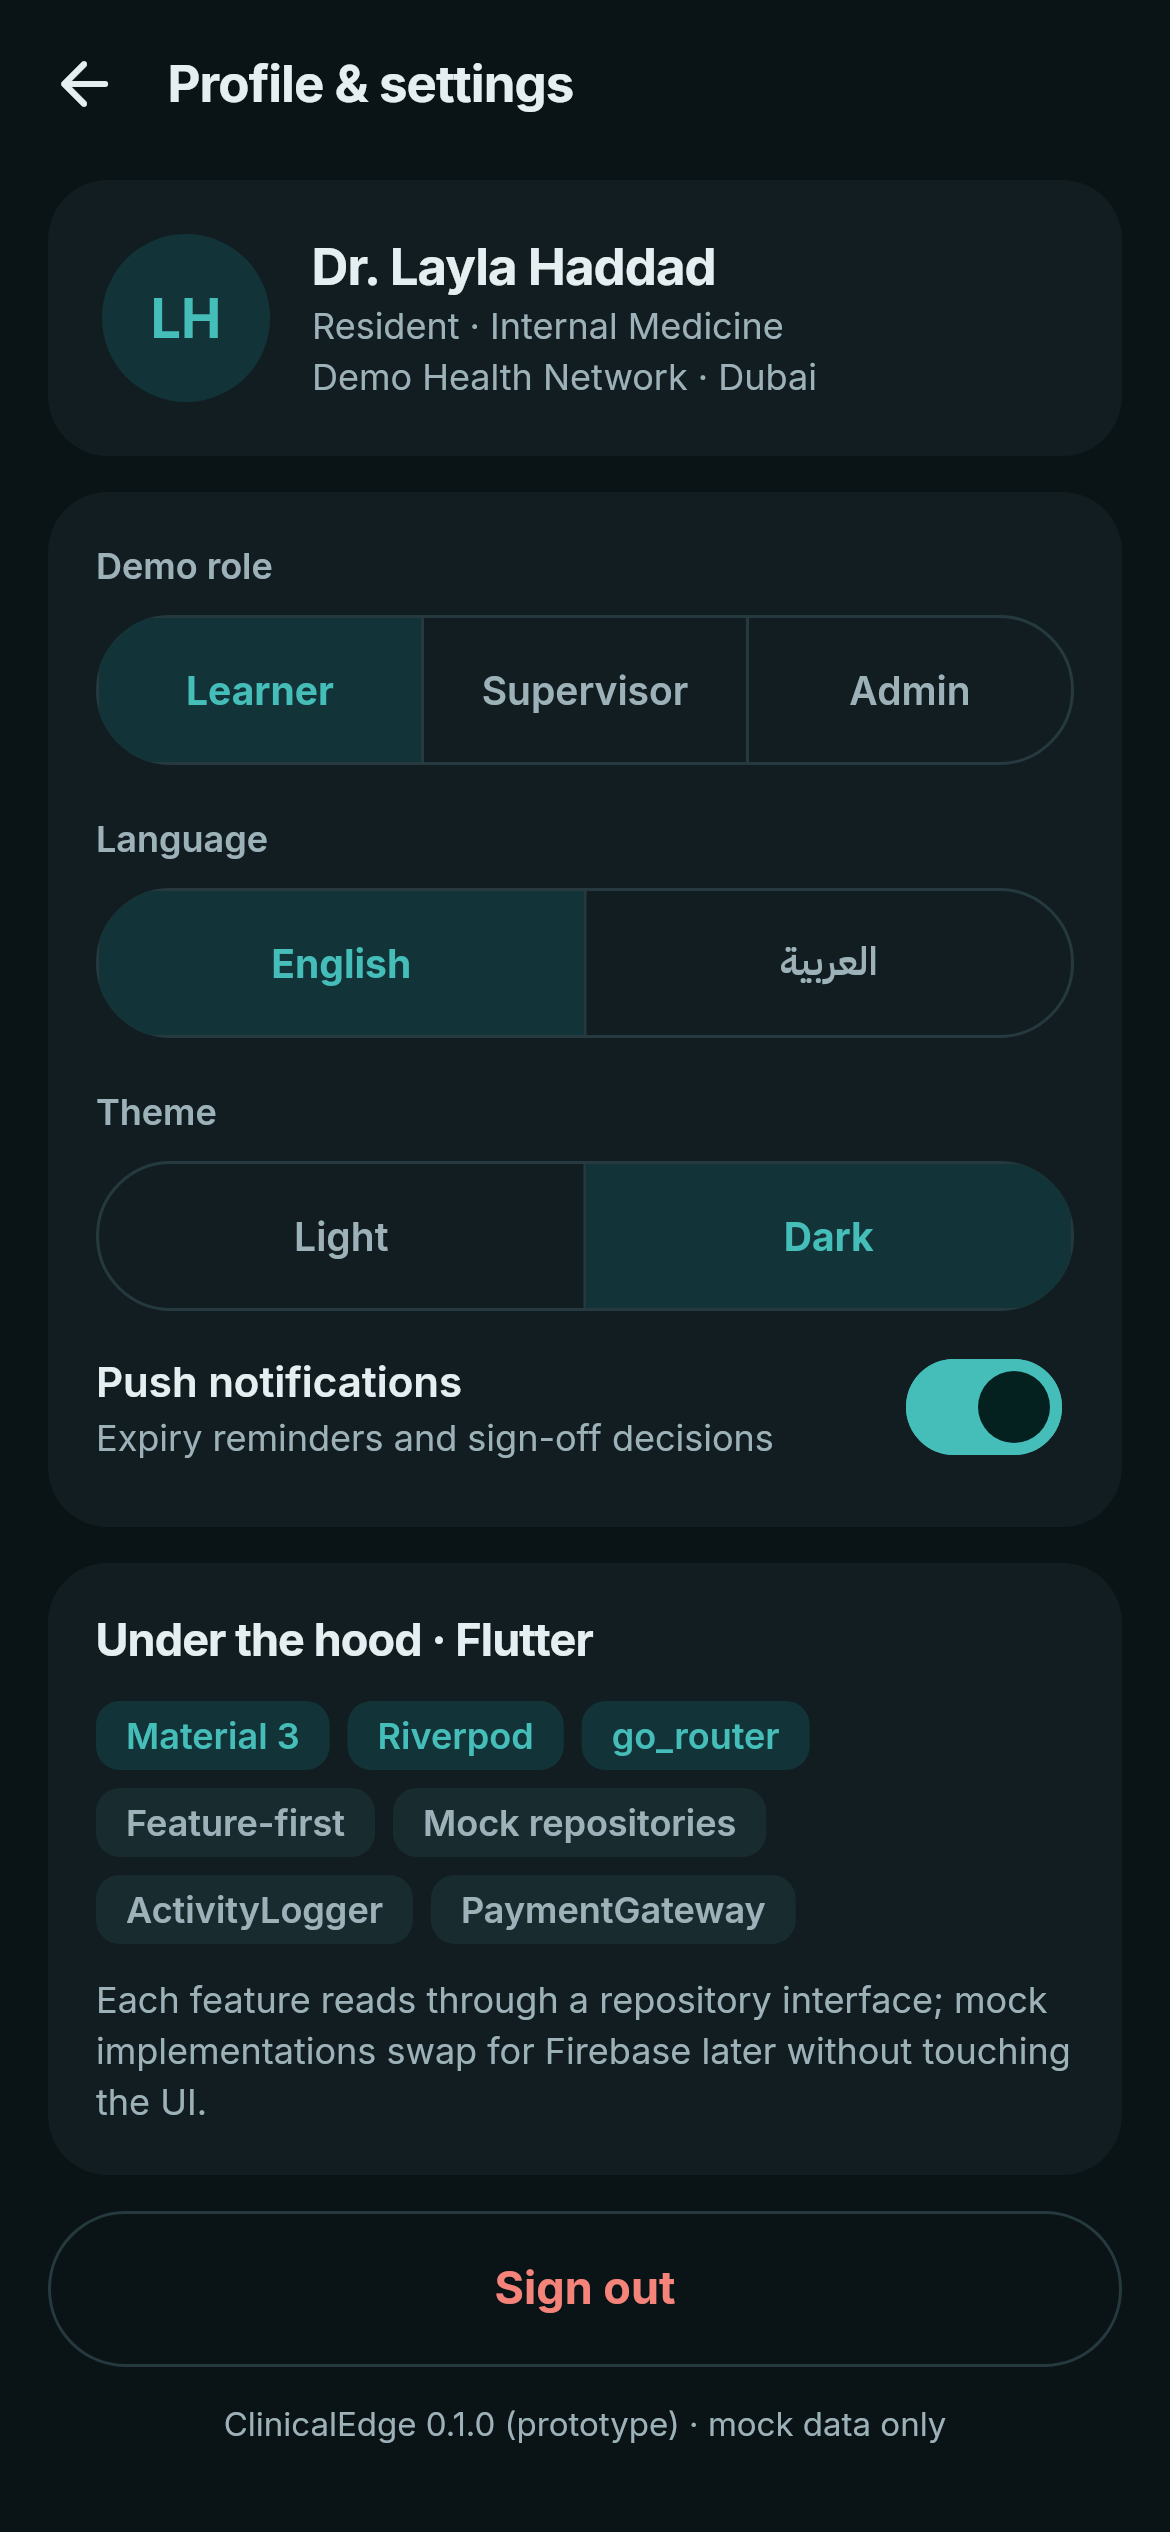 Profile & settings
LH
Dr. Layla Haddad
Resident · Internal Medicine
Demo Health Network · Dubai
Demo role
Learner Supervisor Admin
Language
English العربية
Theme
Light Dark
Push notifications
Expiry reminders and sign-off decisions
Under the hood · Flutter
Material 3 Riverpod go_router
Feature-first Mock repositories
ActivityLogger PaymentGateway
Each feature reads through a repository interface; mock
implementations swap for Firebase later without touching
the UI.
Sign out
ClinicalEdge 0.1.0 (prototype) · mock data only